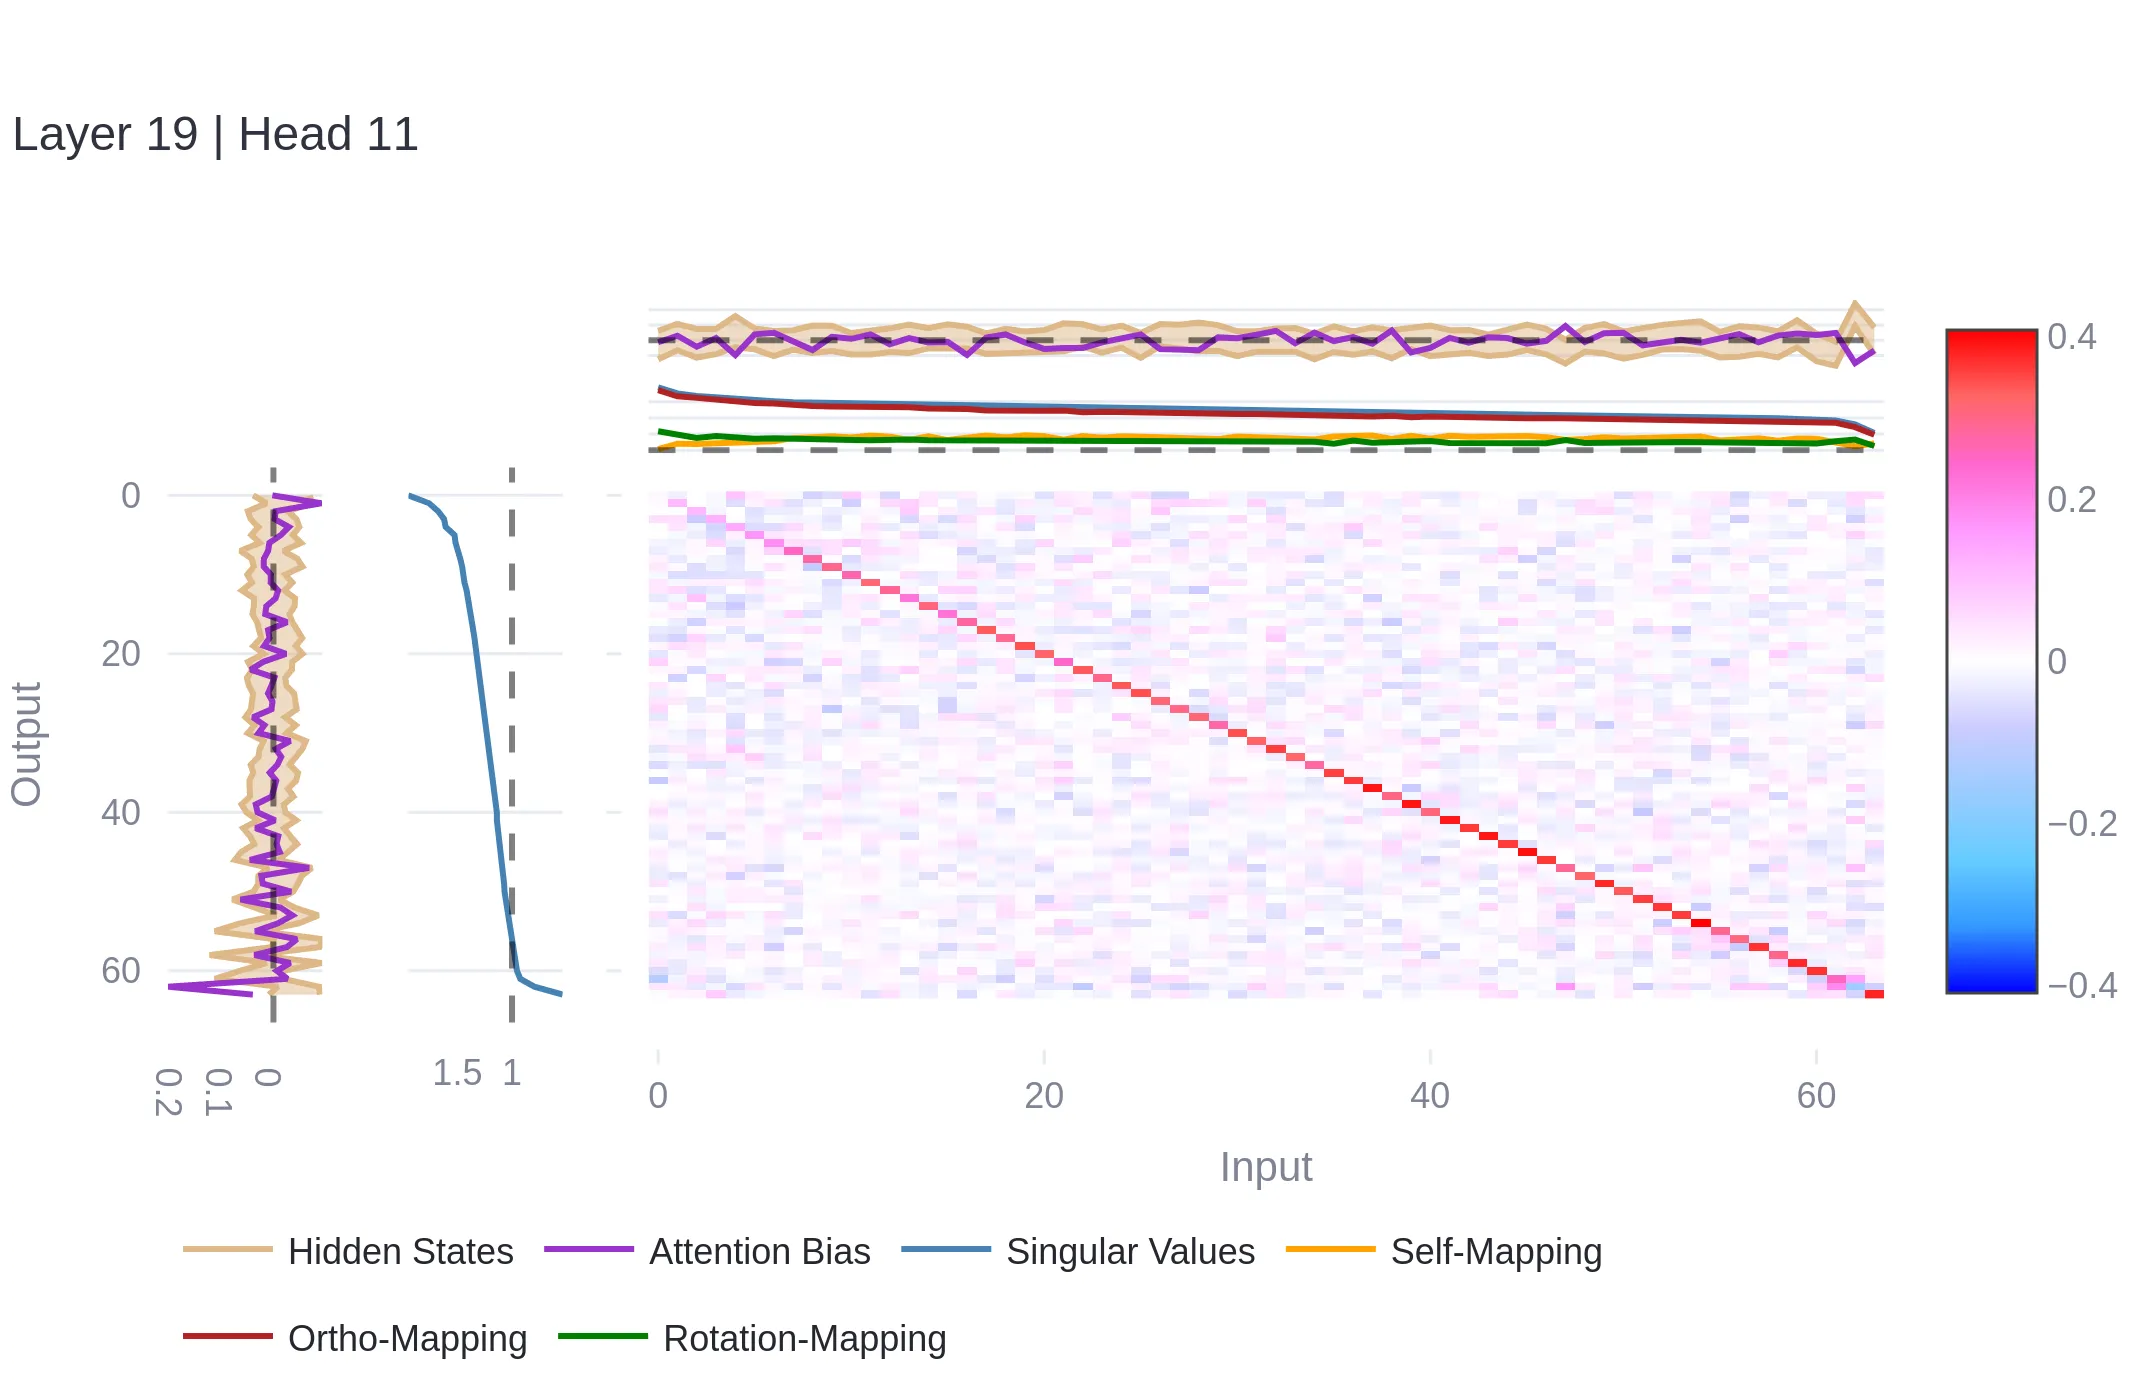 Layer 19 | Head 11
0
20
40
60
Output
0.2
0.1
0
1.5
1
0
20
40
60
Input
0.4
0.2
0
−0.2
−0.4
Hidden States
Attention Bias
Singular Values
Self-Mapping
Ortho-Mapping
Rotation-Mapping